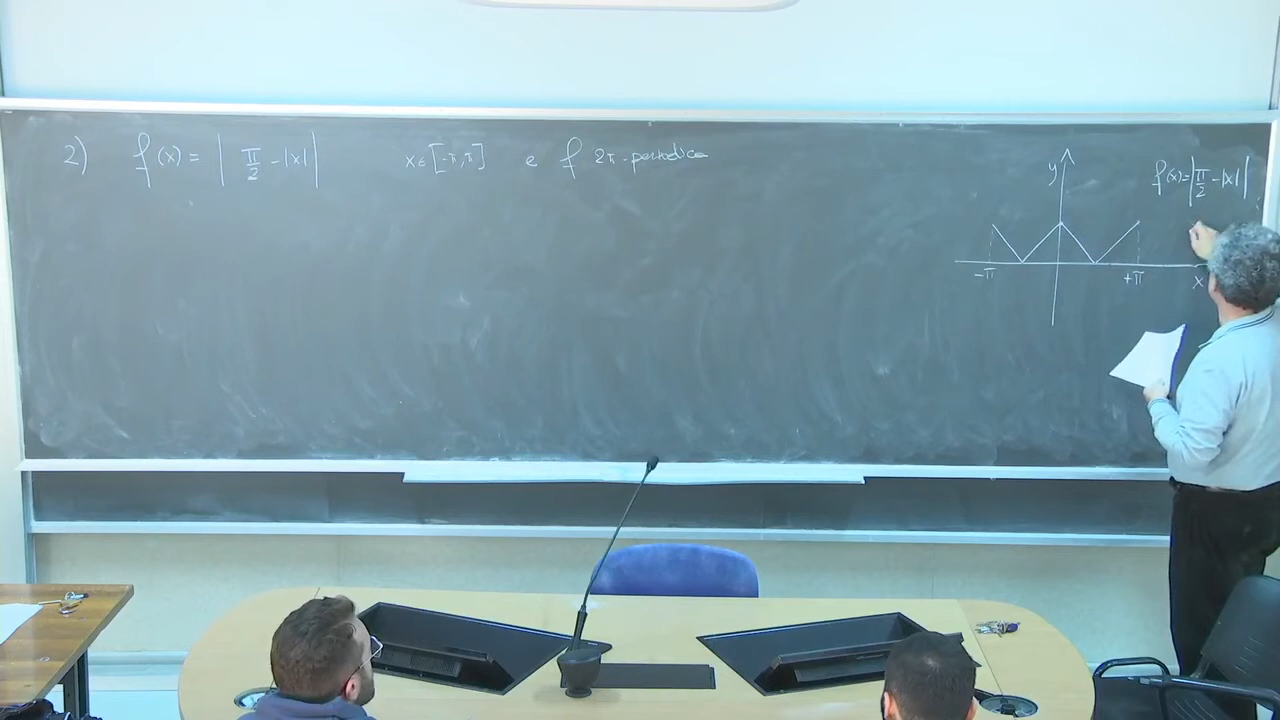 2) f(x) = | π/2 - |x| | x∈[-π,π] e f 2π-periodica
y
f(x)=| π/2 - |x| |
-π +π x